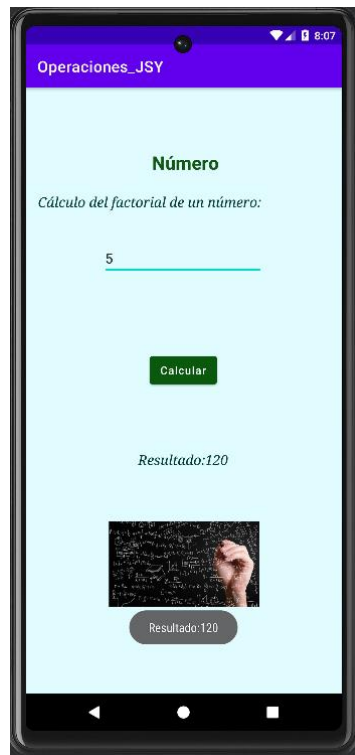 8:07
Operaciones_JSY
Número
Cálculo del factorial de un número:
5
Calcular
Resultado:120
Resultado:120